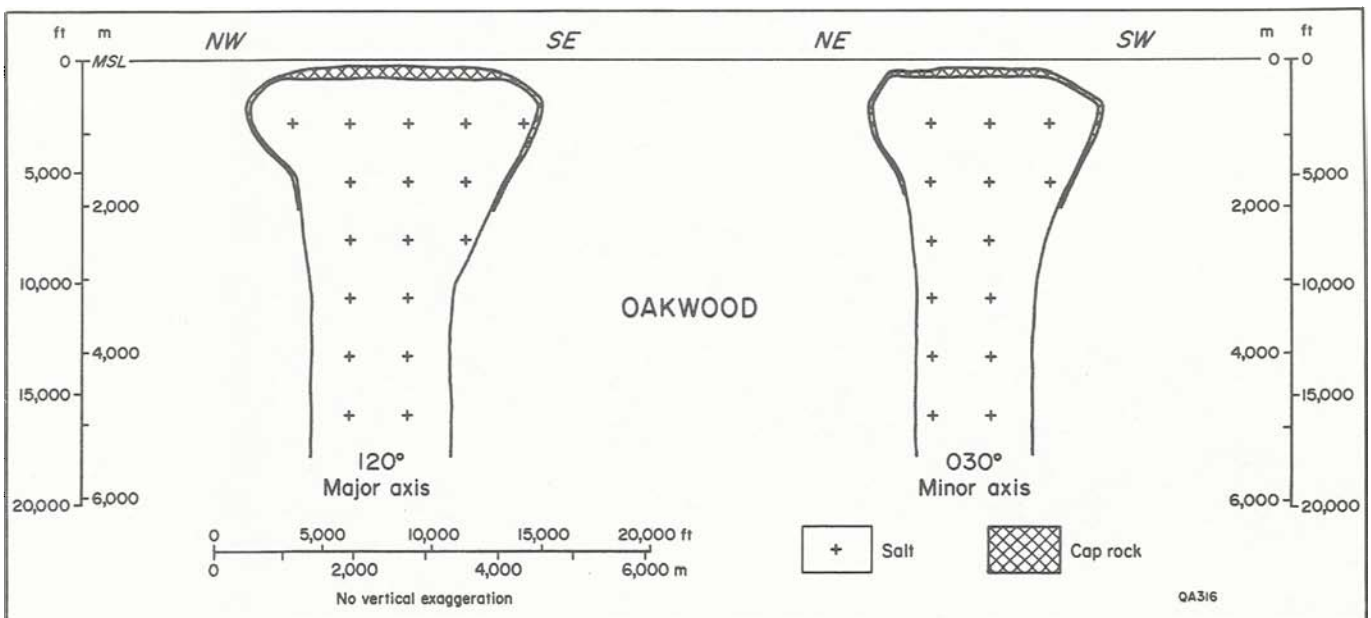 ft m NW SE NE SW m ft
0 0 MSL 0 0
5,000 5,000
2,000 2,000
10,000 OAKWOOD 10,000
4,000 4,000
15,000 15,000
120° 030°
Major axis Minor axis
6,000 6,000
20,000 20,000
0 5,000 10,000 15,000 20,000 ft
+ Salt Cap rock
0 2,000 4,000 6,000 m
No vertical exaggeration QA316